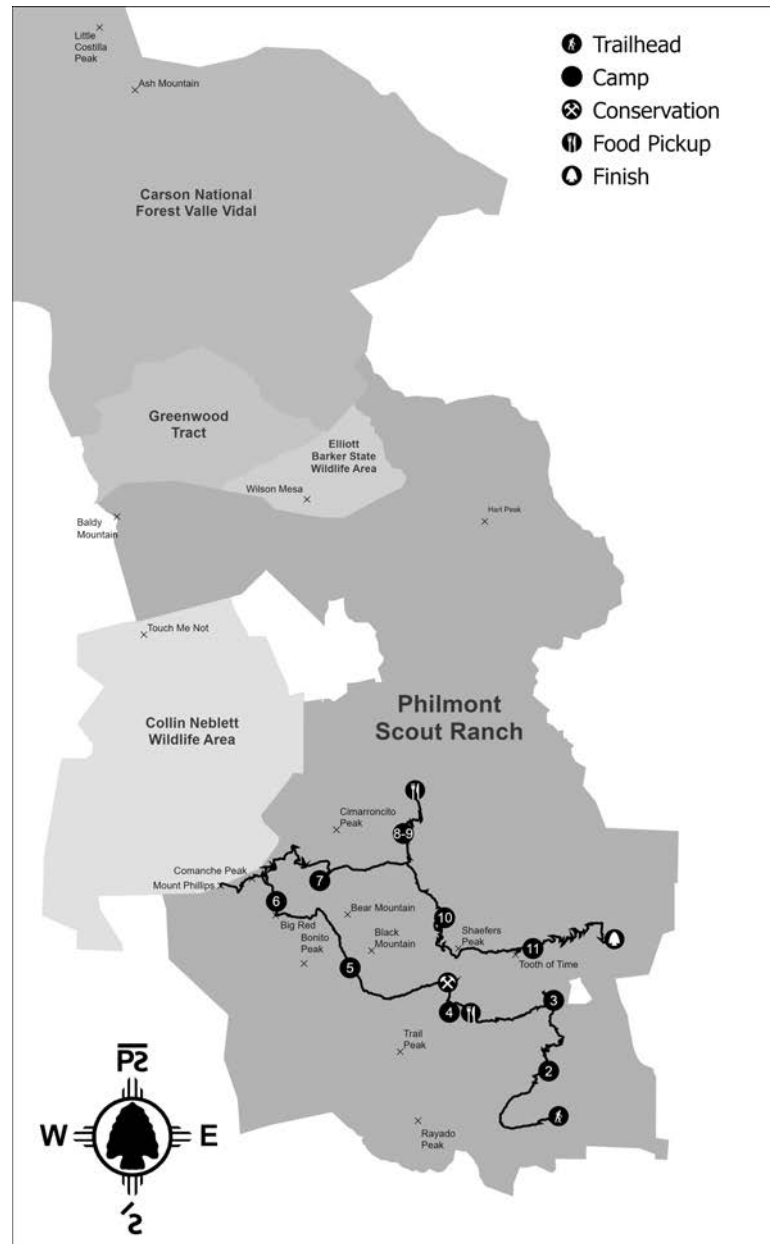 Little
Costilla
Peak
Ash Mountain
Trailhead
Camp
Conservation
Food Pickup
Finish
Carson National
Forest Valle Vidal
Greenwood
Tract
Elliott
Barker State
Wildlife Area
Wilson Mesa
Hart Peak
Baldy
Mountain
Touch Me Not
Collin Neblett
Wildlife Area
Philmont
Scout Ranch
Cimarroncito
Peak
8-9
Comanche Peak
Mount Phillips
7
6
Big Red
Bonito
Peak
Bear Mountain
Black
Mountain
10
Shaefers
Peak
11
Tooth of Time
5
4
3
2
Trail
Peak
Rayado
Peak
W
E